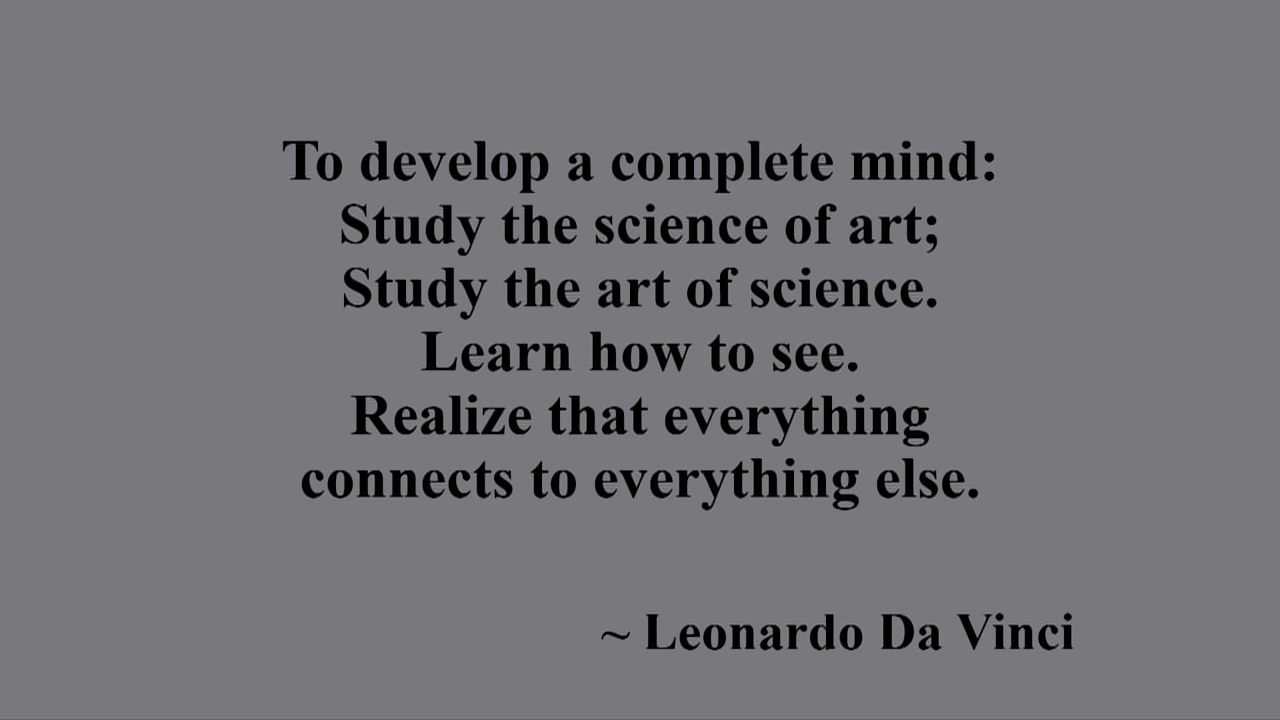 To develop a complete mind:
Study the science of art;
Study the art of science.
Learn how to see.
Realize that everything
connects to everything else.
~ Leonardo Da Vinci